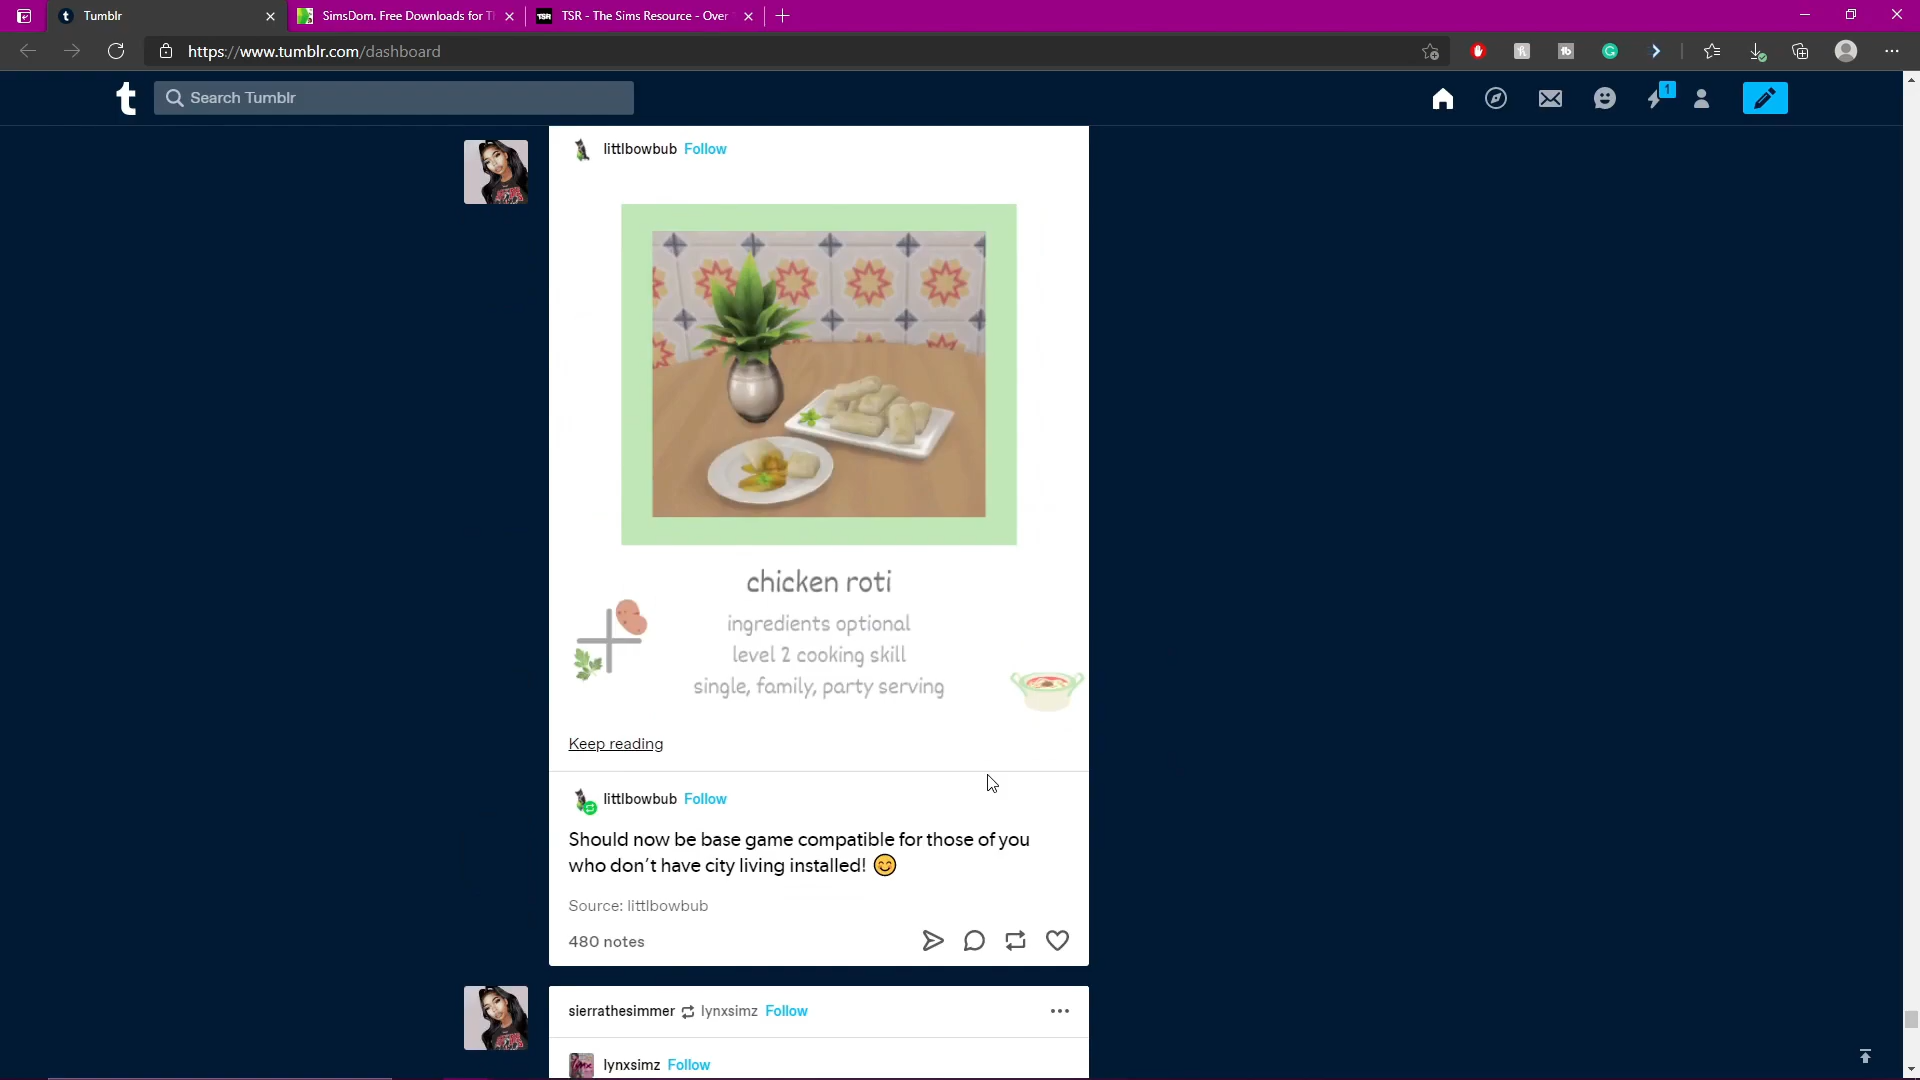 Tumblr
SimsDom. Free Downloads for T
TSR
TSR - The Sims Resource - Over
https://www.tumblr.com/dashboard
Search Tumblr
1
littlbowbub Follow
chicken roti
ingredients optional
level 2 cooking skill
single, family, party serving
Keep reading
littlbowbub Follow
Should now be base game compatible for those of you
who don't have city living installed! 😊
Source: littlbowbub
480 notes
sierrathesimmer lynxsimz Follow
lynxsimz Follow